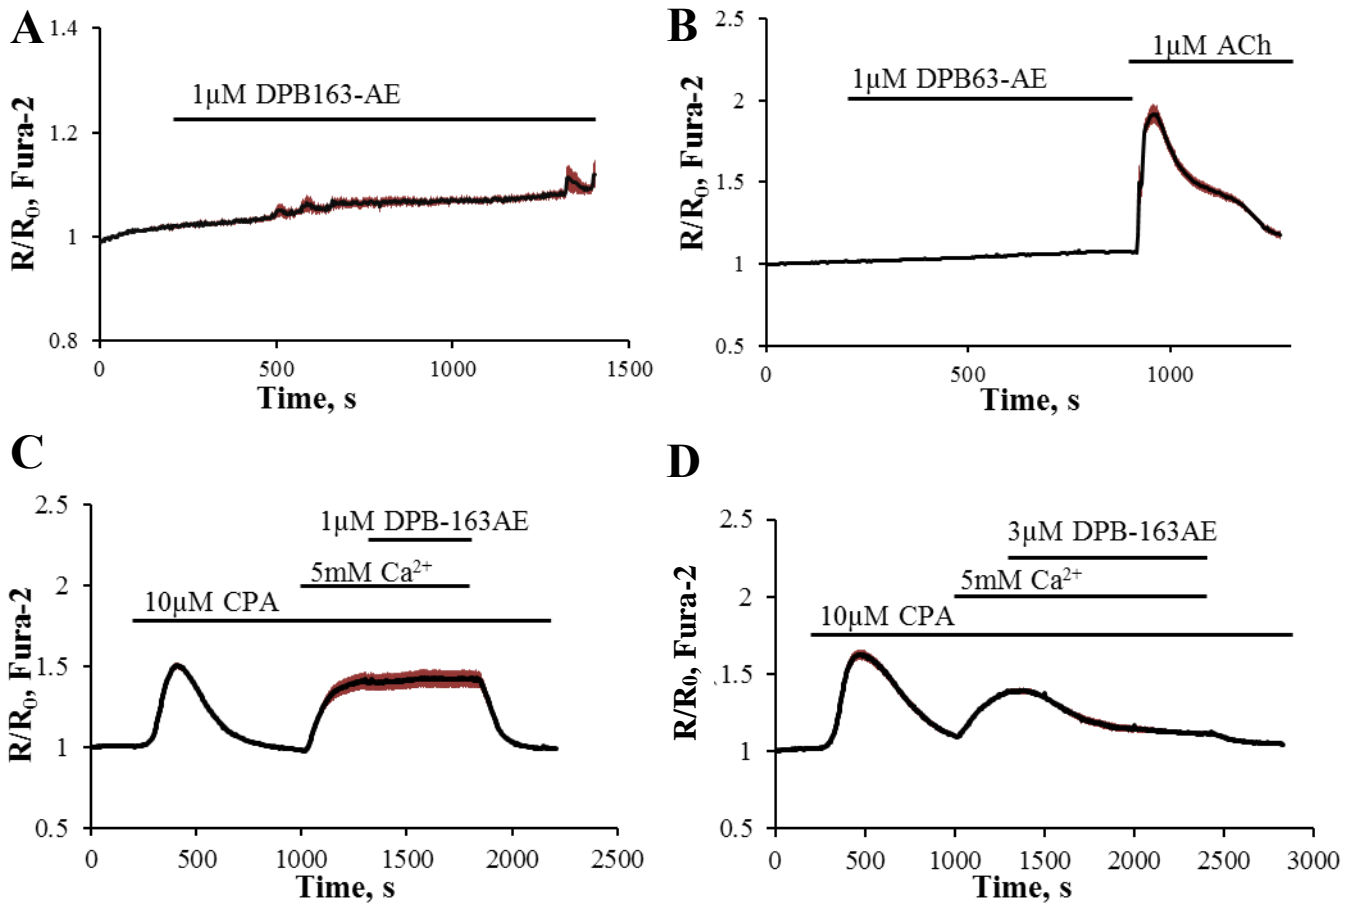 A
1.4
1.2
1
0.8
R/R0, Fura-2
1μM DPB163-AE
0 500 1000 1500
Time, s
B
2.5
2
1.5
1
0.5
R/R0, Fura-2
1μM DPB63-AE
1μM ACh
0 500 1000
Time, s
C
2.5
2
1.5
1
0.5
R/R0, Fura-2
1μM DPB-163AE
5mM Ca2+
10μM CPA
0 500 1000 1500 2000 2500
Time, s
D
2.5
2
1.5
1
0.5
R/R0, Fura-2
3μM DPB-163AE
5mM Ca2+
10μM CPA
0 500 1000 1500 2000 2500 3000
Time, s